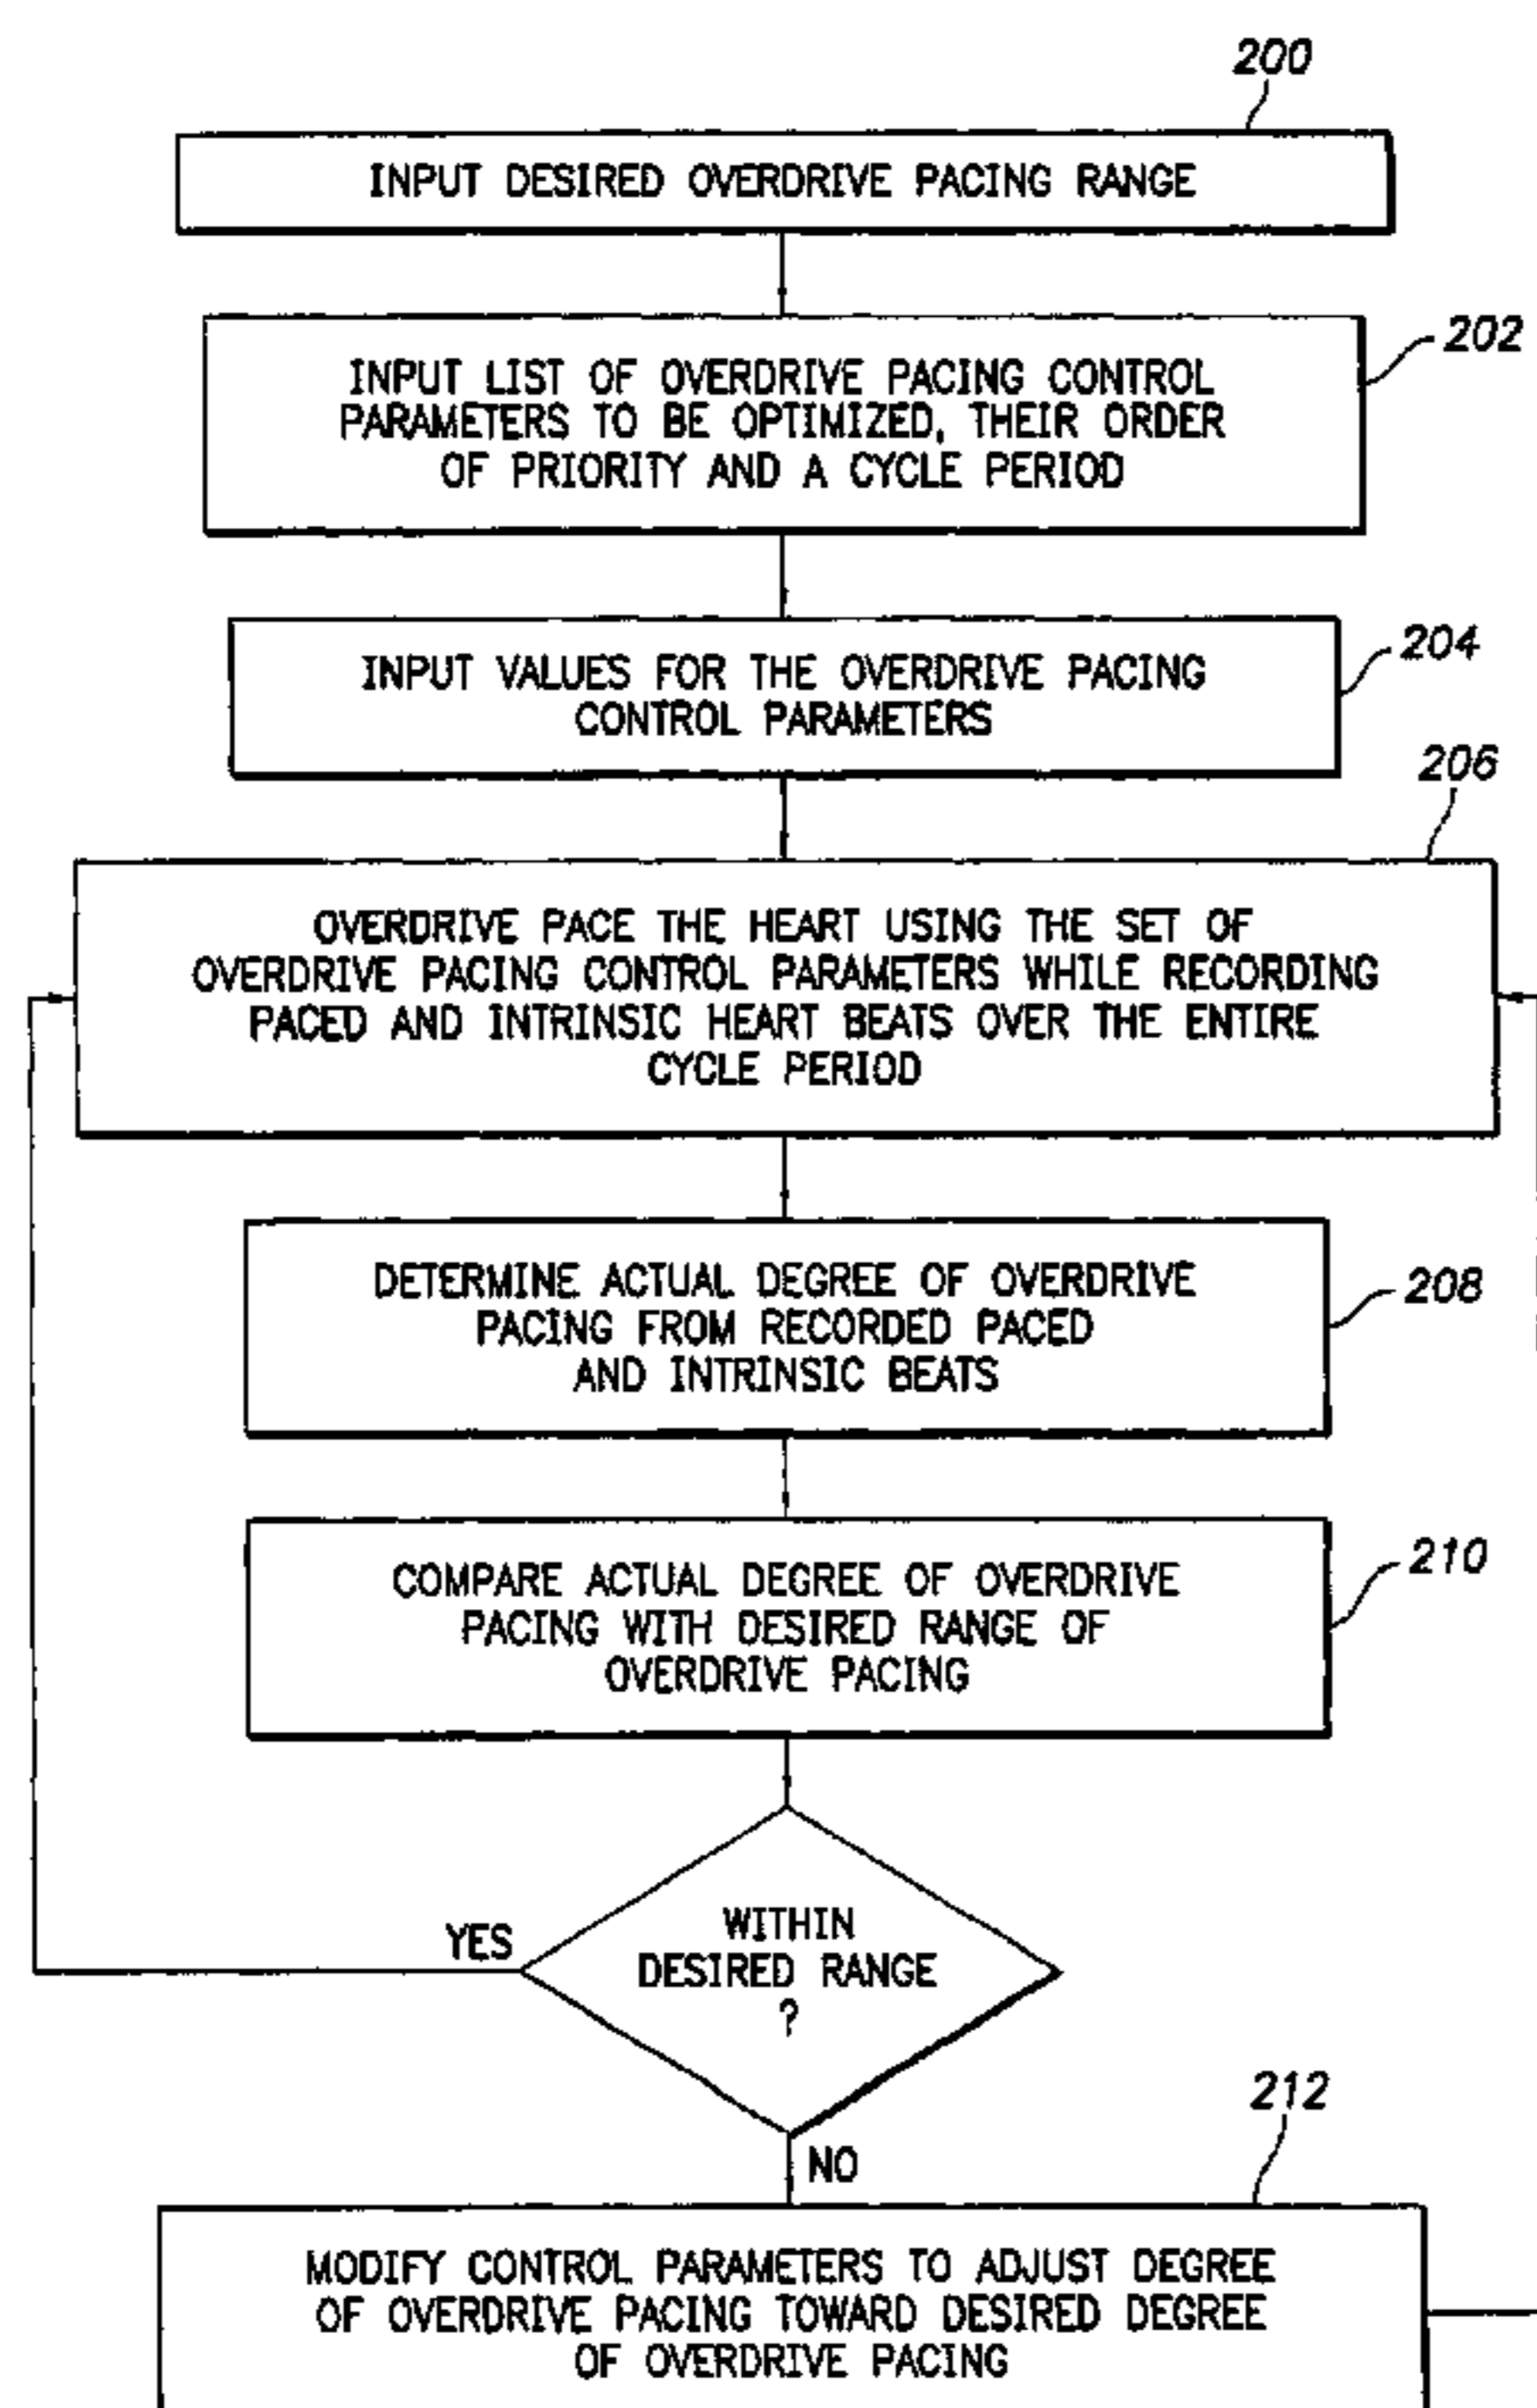 200
INPUT DESIRED OVERDRIVE PACING RANGE
202
INPUT LIST OF OVERDRIVE PACING CONTROL
PARAMETERS TO BE OPTIMIZED, THEIR ORDER
OF PRIORITY AND A CYCLE PERIOD
204
INPUT VALUES FOR THE OVERDRIVE PACING
CONTROL PARAMETERS
206
OVERDRIVE PACE THE HEART USING THE SET OF
OVERDRIVE PACING CONTROL PARAMETERS WHILE RECORDING
PACED AND INTRINSIC HEART BEATS OVER THE ENTIRE
CYCLE PERIOD
208
DETERMINE ACTUAL DEGREE OF OVERDRIVE
PACING FROM RECORDED PACED
AND INTRINSIC BEATS
210
COMPARE ACTUAL DEGREE OF OVERDRIVE
PACING WITH DESIRED RANGE OF
OVERDRIVE PACING
YES
WITHIN
DESIRED RANGE
?
NO
212
MODIFY CONTROL PARAMETERS TO ADJUST DEGREE
OF OVERDRIVE PACING TOWARD DESIRED DEGREE
OF OVERDRIVE PACING